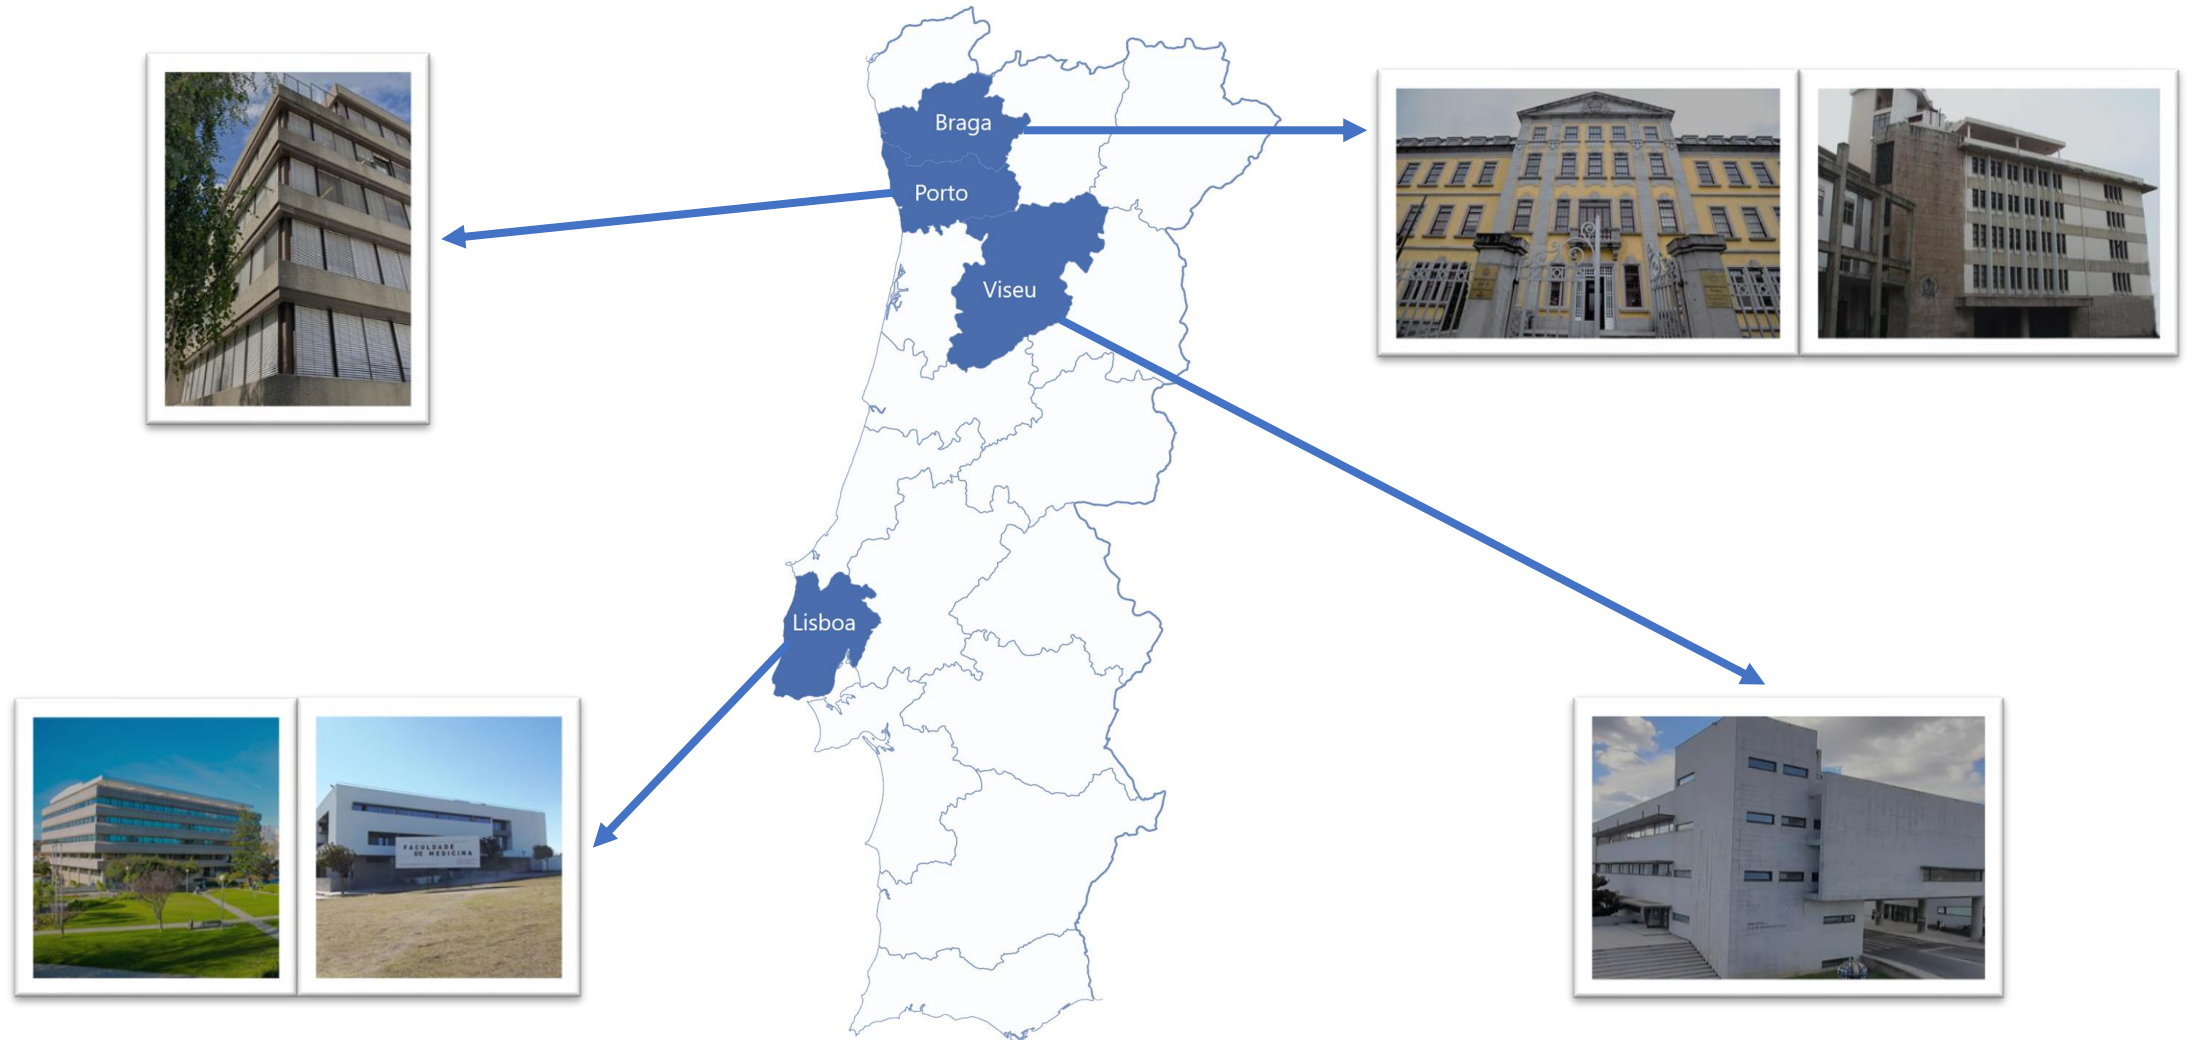 Braga
Porto
Viseu
Lisboa
FACULDADE
DE MEDICINA